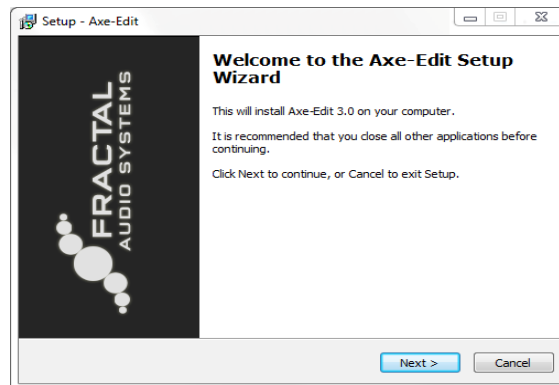 Setup - Axe-Edit
Welcome to the Axe-Edit Setup
Wizard
This will install Axe-Edit 3.0 on your computer.
It is recommended that you close all other applications before
continuing.
Click Next to continue, or Cancel to exit Setup.
FRACTAL
AUDIO SYSTEMS
Next >
Cancel